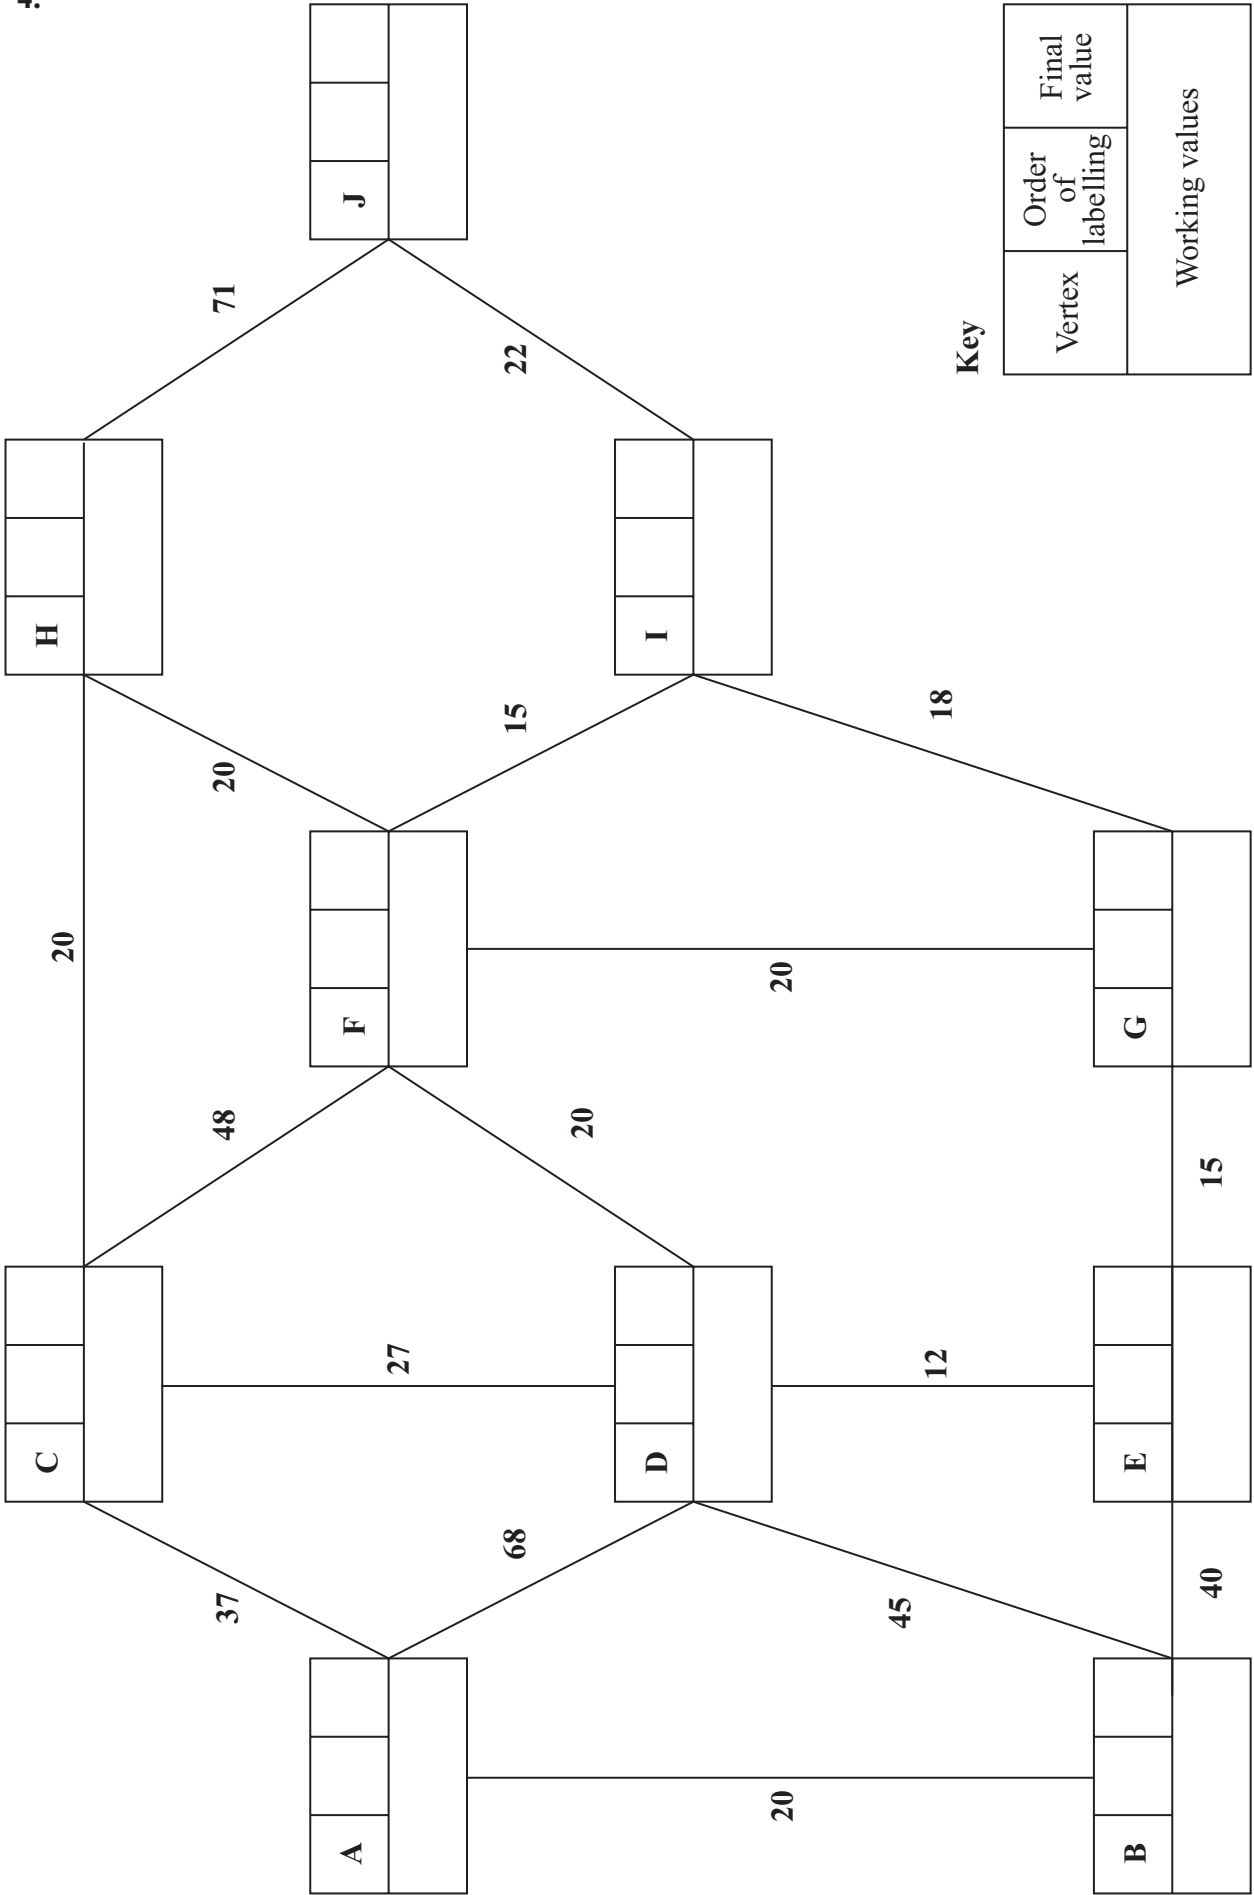 4.
A
B
C
D
E
F
G
H
I
J
37
68
20
45
40
27
12
48
20
20
15
20
20
15
18
71
22
Key
Vertex
Order
of
labelling
Final
value
Working values